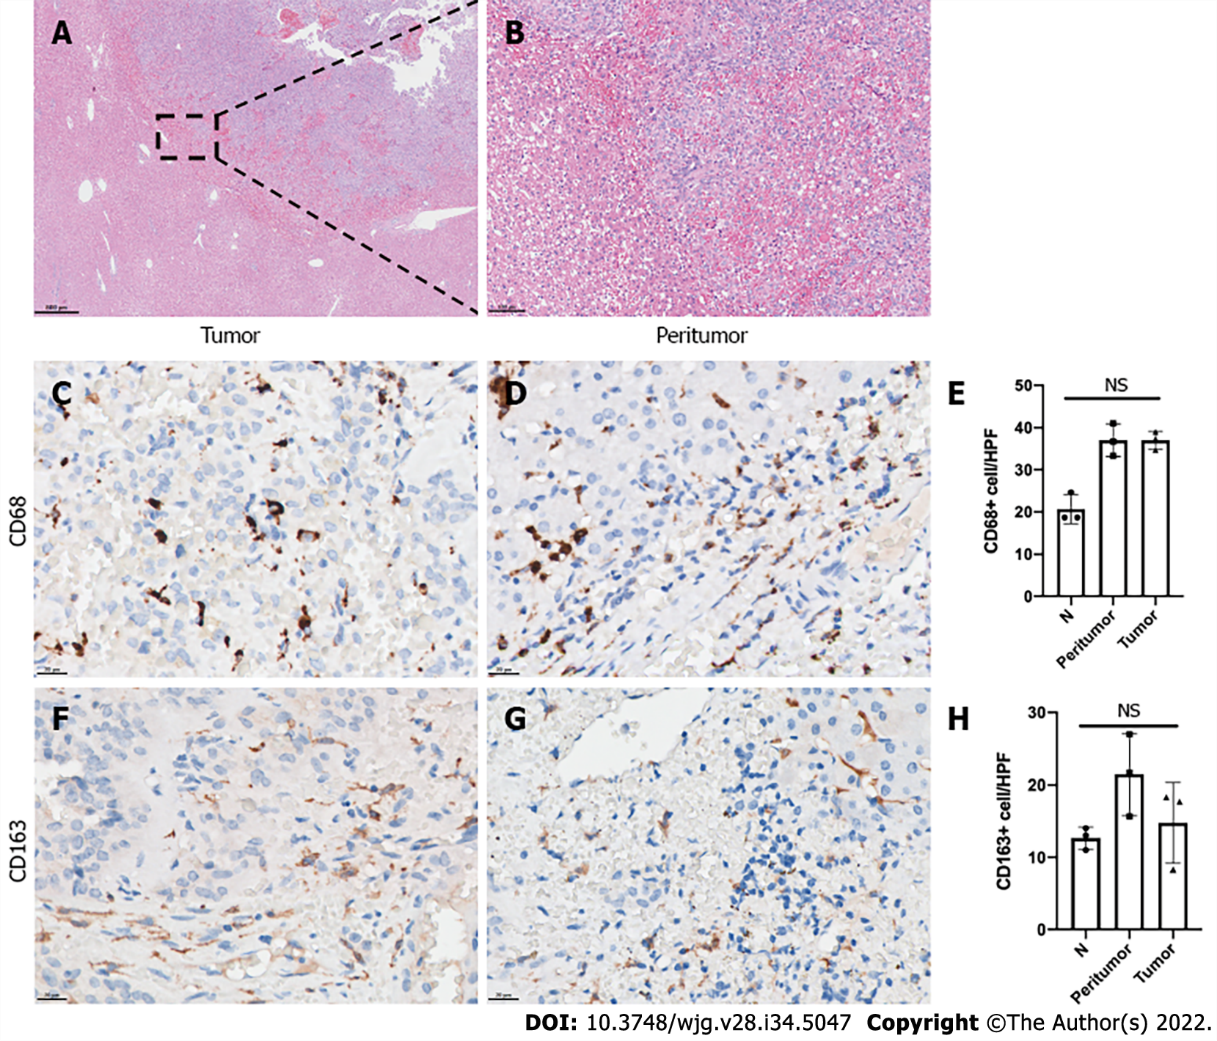 A
B
Tumor
Peritumor
CD68
C
D
E
NS
CD68+ cell/HPF
50
40
30
20
10
0
N
Peritumor
Tumor
CD163
F
G
H
NS
CD163+ cell/HPF
30
20
10
0
N
Peritumor
Tumor
DOI: 10.3748/wjg.v28.i34.5047 Copyright ©The Author(s) 2022.